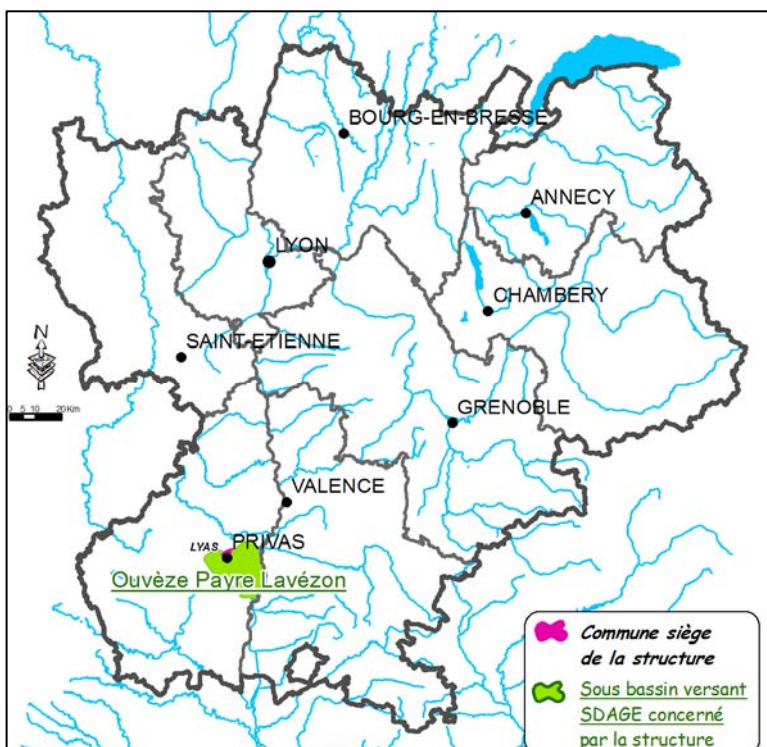 BOURG-EN-BRESSE
ANNECY
LYON
CHAMBERY
SAINT-ETIENNE
N
0 5 10 20 Km
GRENOBLE
VALENCE
LYAS PRIVAS
Ouvèze Payre Lavézon
Commune siège
de la structure
Sous bassin versant
SDAGE concerné
par la structure